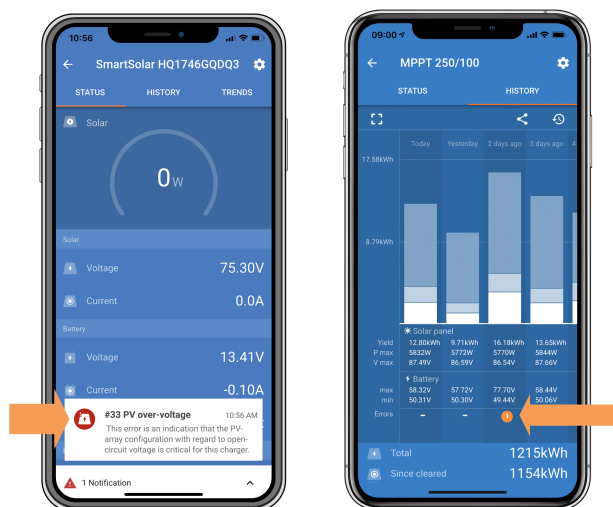 10:56
SmartSolar HQ1746GQDQ3
STATUS HISTORY TRENDS
Solar
0W
Solar
Voltage 75.30V
Current 0.0A
Battery
Voltage 13.41V
Current -0.10A
#33 PV over-voltage 10:56 AM
This error is an indication that the PV-
array configuration with regard to open-
circuit voltage is critical for this charger.
1 Notification
09:00
MPPT 250/100
STATUS HISTORY
Today Yesterday 2 days ago 3 days ago 4
17.58kWh
8.79kWh
Solar panel
Yield 12.80kWh 9.71kWh 16.18kWh 13.65kWh
P max 5832W 5772W 5770W 5844W
V max 87.49V 86.59V 86.54V 87.66V
Battery
max 58.32V 57.72V 77.70V 58.44V
min 50.31V 50.30V 49.44V 50.06V
Errors – – 1
Total 1215kWh
Since cleared 1154kWh